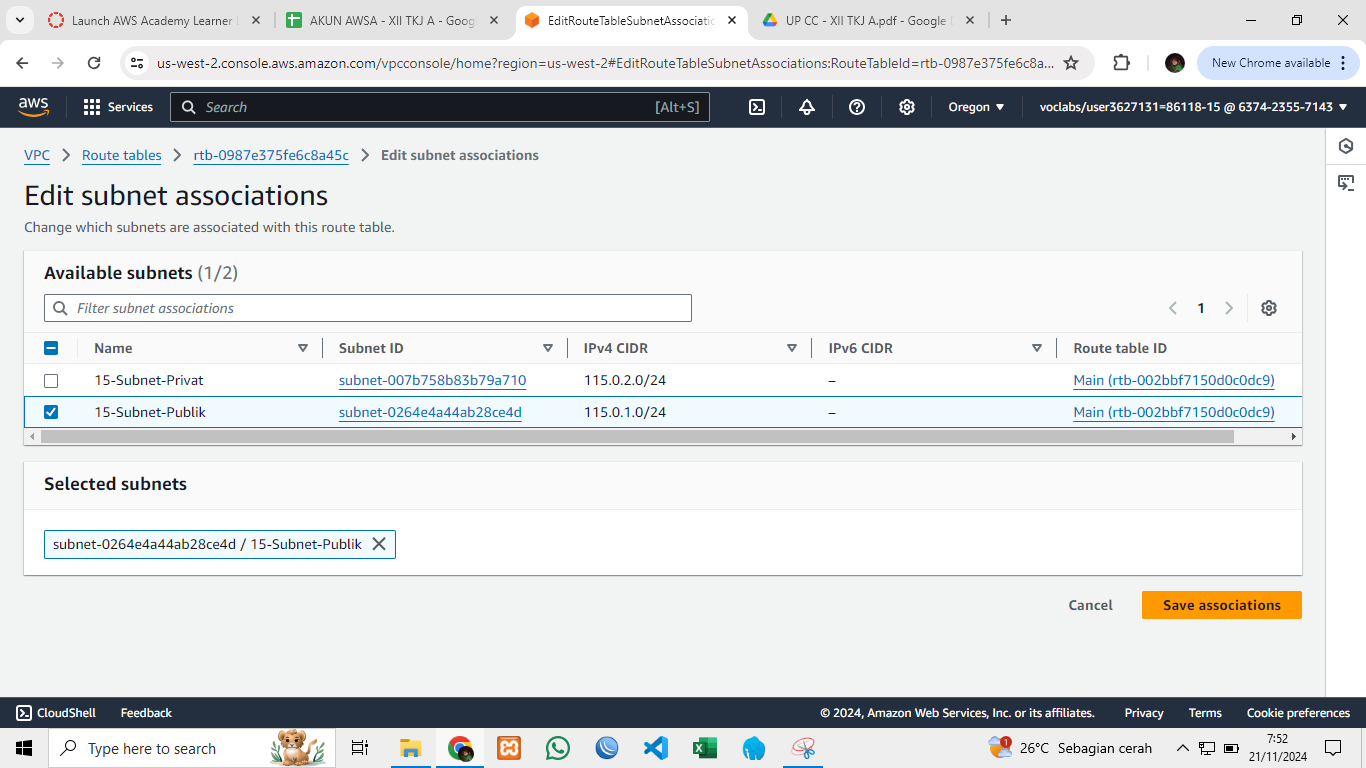 Launch AWS Academy Learner L
AKUN AWSA - XII TKJ A - Goog
EditRouteTableSubnetAssociatio
UP CC - XII TKJ A.pdf - Google
us-west-2.console.aws.amazon.com/vpcconsole/home?region=us-west-2#EditRouteTableSubnetAssociations:RouteTableId=rtb-0987e375fe6c8a...
New Chrome available
aws
Services
Search
[Alt+S]
Oregon
voclabs/user3627131=86118-15 @ 6374-2355-7143
VPC
Route tables
rtb-0987e375fe6c8a45c
Edit subnet associations
Edit subnet associations
Change which subnets are associated with this route table.
Available subnets (1/2)
Filter subnet associations
1
Name
Subnet ID
IPv4 CIDR
IPv6 CIDR
Route table ID
15-Subnet-Privat
subnet-007b758b83b79a710
115.0.2.0/24
–
Main (rtb-002bbf7150d0c0dc9)
15-Subnet-Publik
subnet-0264e4a44ab28ce4d
115.0.1.0/24
–
Main (rtb-002bbf7150d0c0dc9)
Selected subnets
subnet-0264e4a44ab28ce4d / 15-Subnet-Publik
Cancel
Save associations
CloudShell
Feedback
© 2024, Amazon Web Services, Inc. or its affiliates.
Privacy
Terms
Cookie preferences
Type here to search
1
26°C Sebagian cerah
7:52
21/11/2024